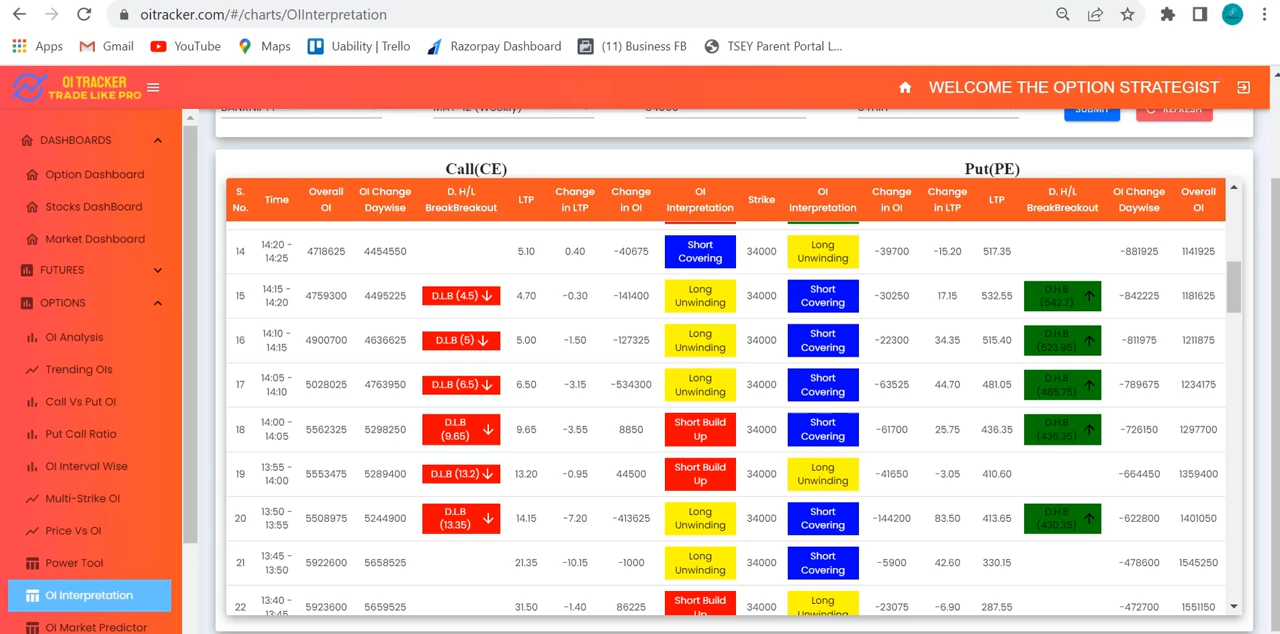 oitracker.com/#/charts/OIInterpretation
Apps Gmail YouTube Maps Uability | Trello Razorpay Dashboard (11) Business FB TSEY Parent Portal L...
OI TRACKER
TRADE LIKE PRO
WELCOME THE OPTION STRATEGIST
SUBMIT REFRESH
DASHBOARDS
Option Dashboard
Stocks DashBoard
Market Dashboard
FUTURES
OPTIONS
OI Analysis
Trending OIs
Call Vs Put OI
Put Call Ratio
OI Interval Wise
Multi-Strike OI
Price Vs OI
Power Tool
OI Interpretation
OI Market Predictor
Call(CE) Put(PE)
S. No. Time Overall OI OI Change Daywise D. H/L BreakBreakout LTP Change in LTP Change in OI OI Interpretation Strike OI Interpretation Change in OI Change in LTP LTP D. H/L BreakBreakout OI Change Daywise Overall OI
14 14:20 - 14:25 4718625 4454550 5.10 0.40 -40675 Short Covering 34000 Long Unwinding -39700 -15.20 517.35 -881925 1141925
15 14:15 - 14:20 4759300 4495225 D.LB (4.5) 4.70 -0.30 -141400 Long Unwinding 34000 Short Covering -30250 17.15 532.55 D.H.B (542.7) -842225 1181625
16 14:10 - 14:15 4900700 4636625 D.LB (5) 5.00 -1.50 -127325 Long Unwinding 34000 Short Covering -22300 34.35 515.40 D.H.B (523.95) -811975 1211875
17 14:05 - 14:10 5028025 4763950 D.LB (6.5) 6.50 -3.15 -534300 Long Unwinding 34000 Short Covering -63525 44.70 481.05 D.H.B -789675 1234175
18 14:00 - 14:05 5562325 5298250 D.L.B (9.65) 9.65 -3.55 8850 Short Build Up 34000 Short Covering -61700 25.75 436.35 D.H.B (436.35) -726150 1297700
19 13:55 - 14:00 5553475 5289400 D.LB (13.2) 13.20 -0.95 44500 Short Build Up 34000 Long Unwinding -41650 -3.05 410.60 -664450 1359400
20 13:50 - 13:55 5508975 5244900 D.L.B (13.35) 14.15 -7.20 -413625 Long Unwinding 34000 Short Covering -144200 83.50 413.65 D.H.B (430.35) -622800 1401050
21 13:45 - 13:50 5922600 5658525 21.35 -10.15 -1000 Long Unwinding 34000 Short Covering -5900 42.60 330.15 -478600 1545250
22 13:40 - 13:45 5923600 5659525 31.50 -1.40 86225 Short Build Up 34000 Long Unwinding -23075 -6.90 287.55 -472700 1551150